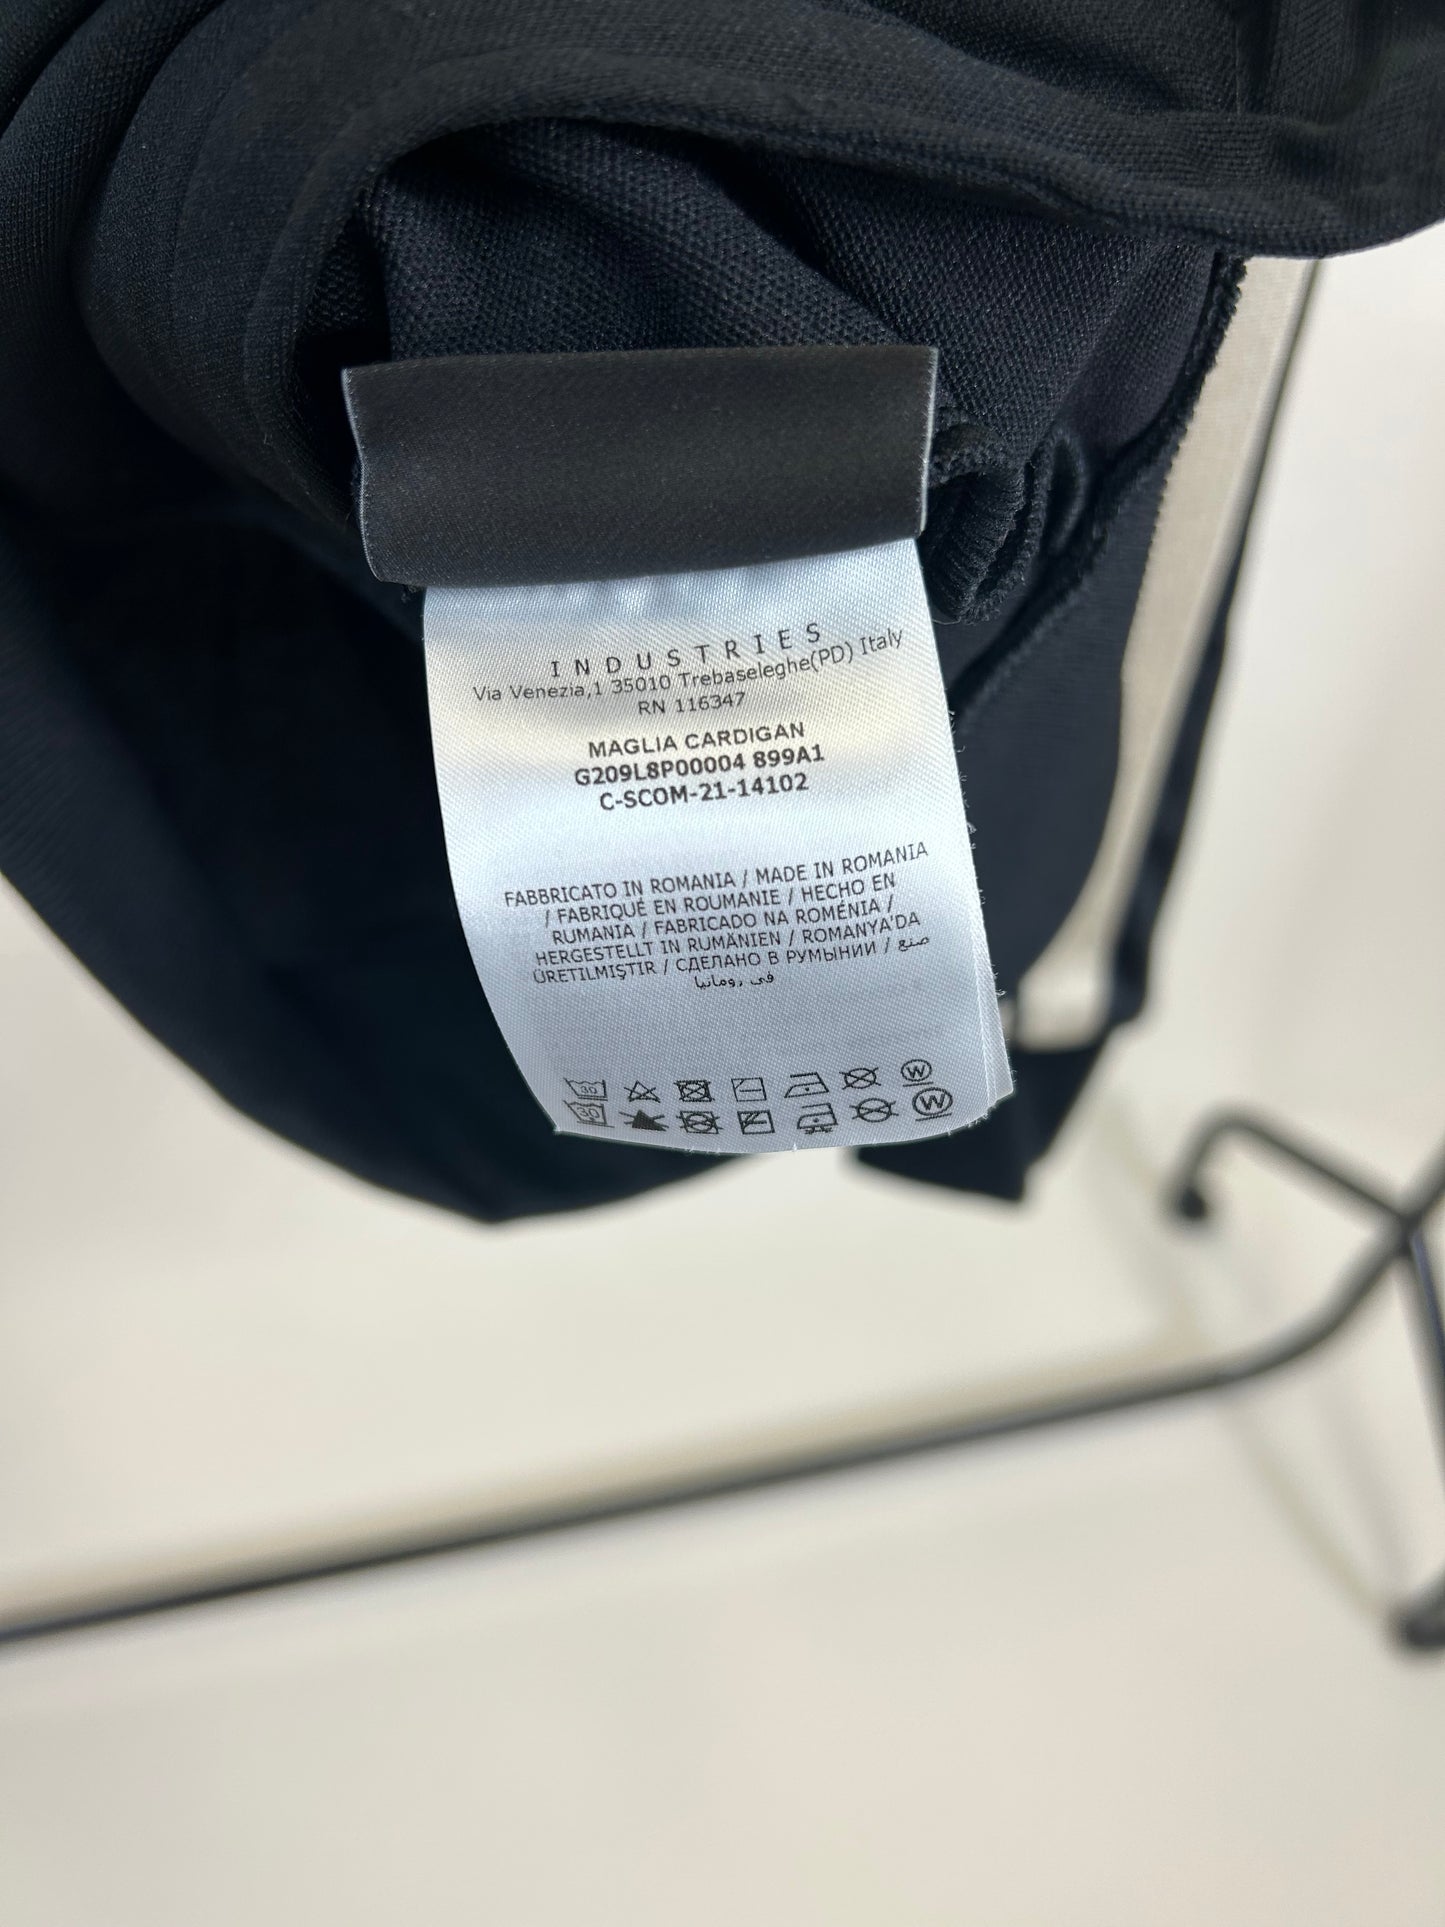 INDUSTRIES
Via Venezia,1 35010 Trebaseleghe(PD) Italy
RN 116347
MAGLIA CARDIGAN
G209L8P00004 899A1
C-SCOM-21-14102
FABBRICATO IN ROMANIA / MADE IN ROMANIA
/ FABRIQUÉ EN ROUMANIE / HECHO EN
RUMANIA / FABRICADO NA ROMÉNIA /
HERGESTELLT IN RUMÄNIEN / ROMANYA'DA
ÜRETILMIŞTIR / СДЕЛАНО В РУМЫНИИ / صنع
في رومانيا
30 W
30 W